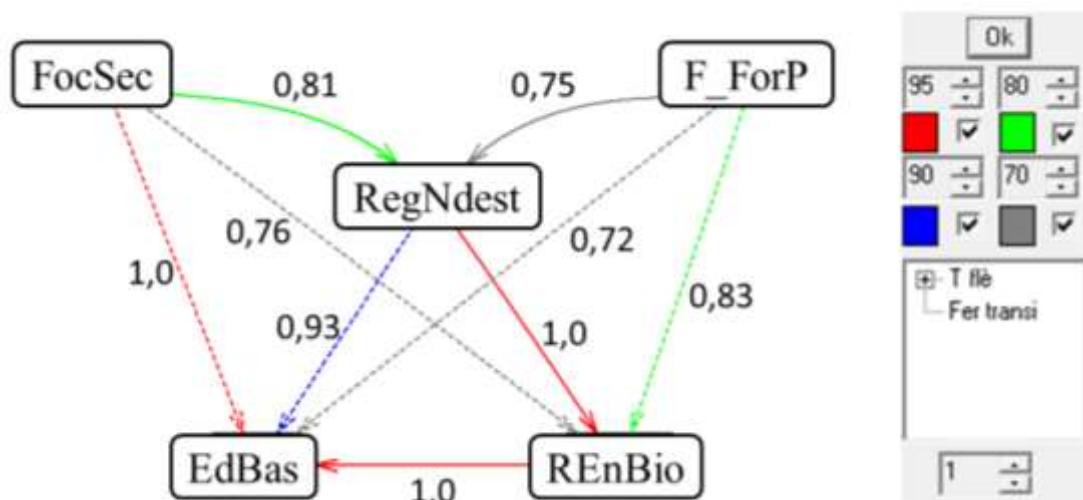 FocSec
F_ForP
0,81
0,75
RegNdest
0,76
0,72
1,0
0,93
1,0
0,83
EdBas
REnBio
1,0
Ok
95
80
90
70
T flè
Fer transi
1